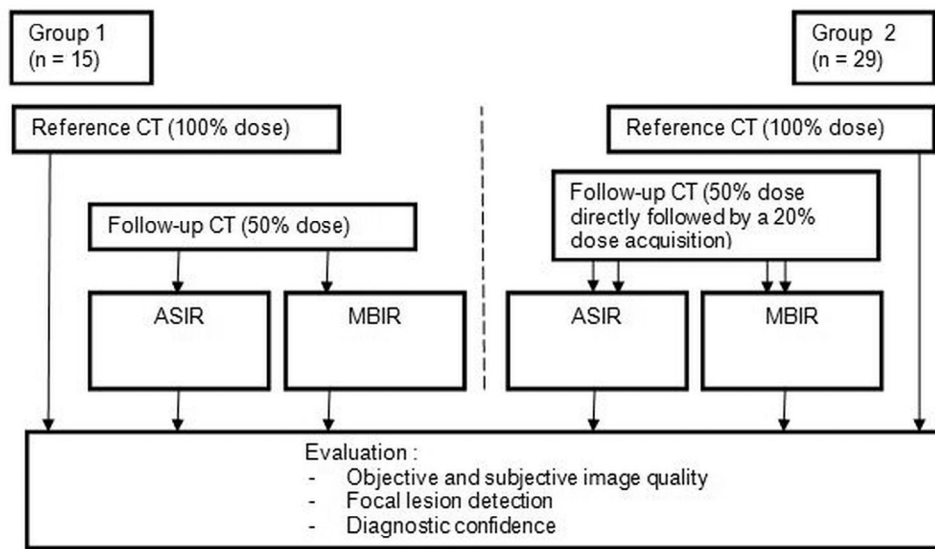 Group 1
(n = 15)
Group 2
(n = 29)
Reference CT (100% dose)
Reference CT (100% dose)
Follow-up CT (50% dose)
Follow-up CT (50% dose
directly followed by a 20%
dose acquisition)
ASIR
MBIR
ASIR
MBIR
Evaluation :
- Objective and subjective image quality
- Focal lesion detection
- Diagnostic confidence